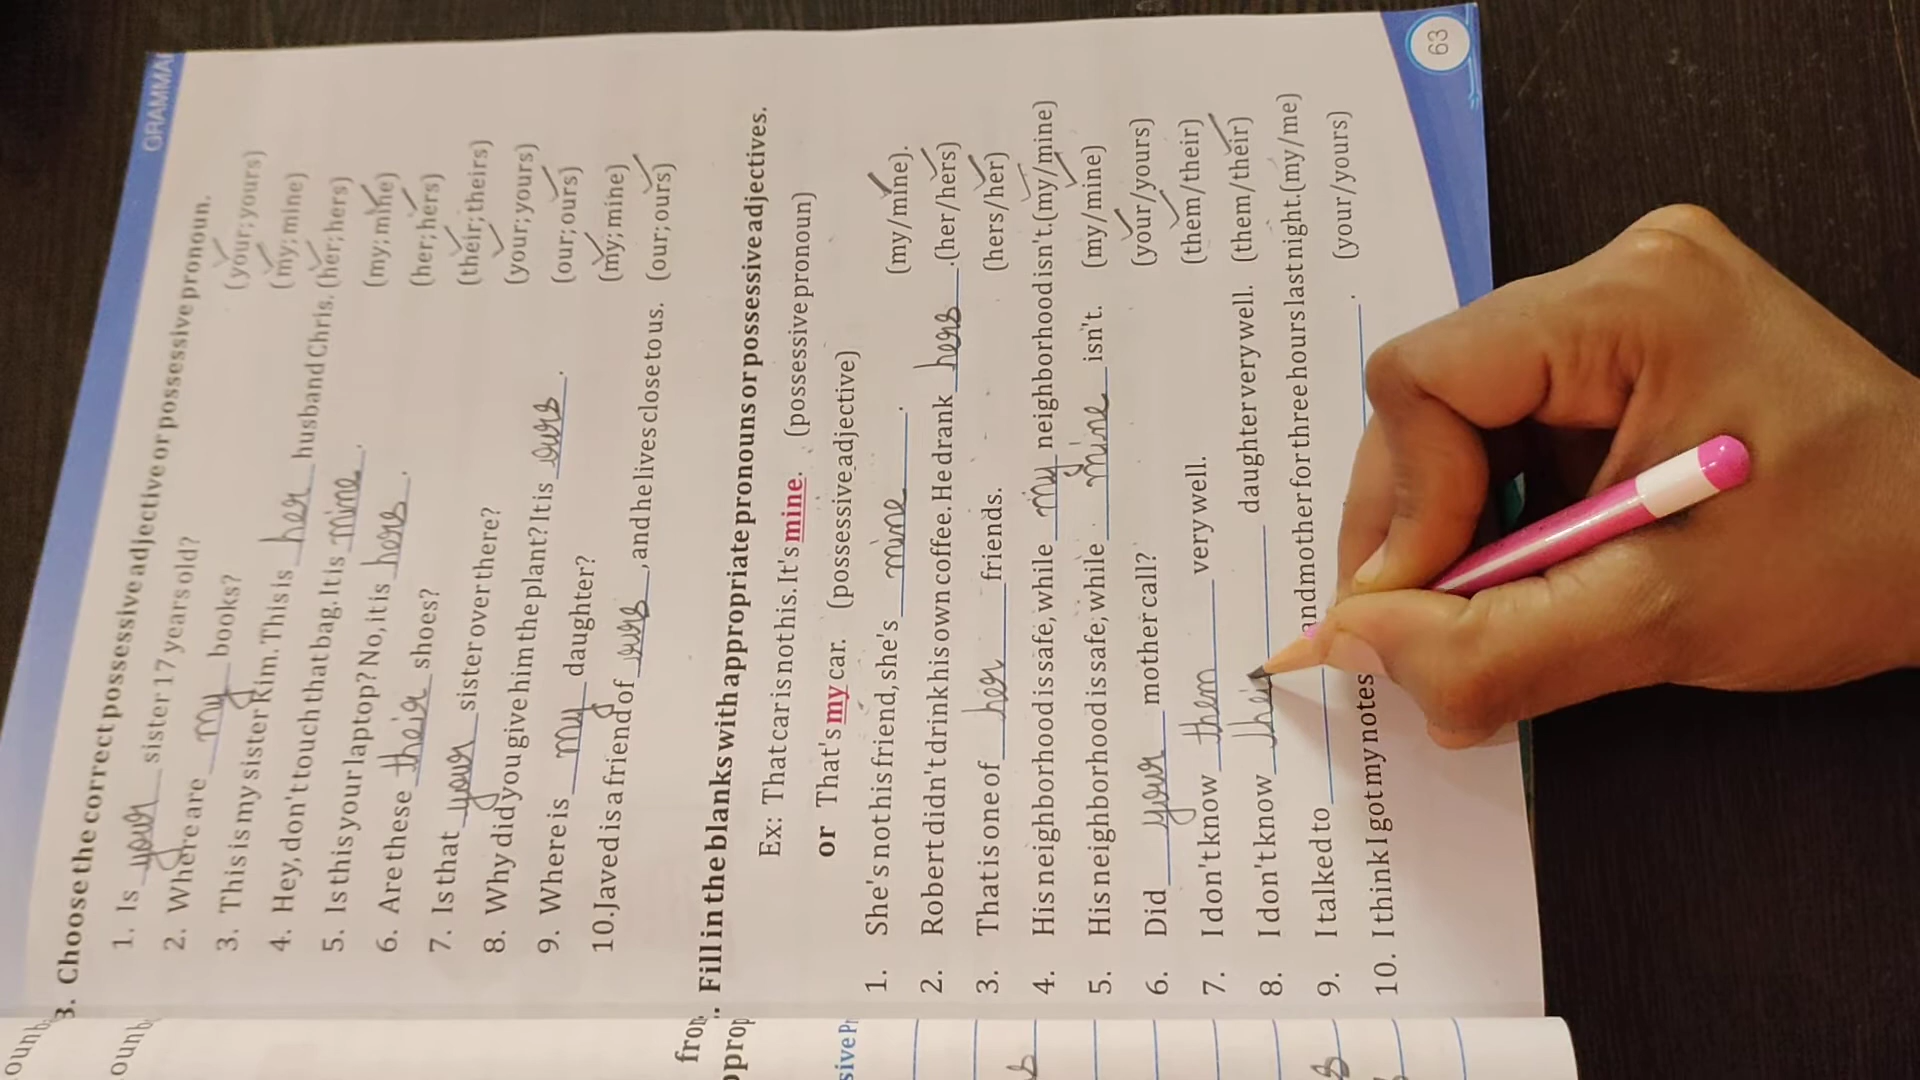 GRAMMA
3. Choose the correct possessive adjective or possessive pronoun.
1. Is your sister 17 years old? (your; yours)
2. Where are my books? (my; mine)
3. This is my sister Kim. This is her husband Chris. (her; hers)
4. Hey, don't touch that bag. It is mine. (my; mine)
5. Is this your laptop? No, it is hers. (her; hers)
6. Are these their shoes? (their; theirs)
7. Is that your sister over there? (your; yours)
8. Why did you give him the plant? It is ours. (our; ours)
9. Where is my daughter? (my; mine)
10. Javed is a friend of ours, and he lives close to us. (our; ours)
. Fill in the blanks with appropriate pronouns or possessive adjectives.
Ex: That car is not his. It's mine. (possessive pronoun)
or That's my car. (possessive adjective)
1. She's not his friend, she's mine. (my/mine).
2. Robert didn't drink his own coffee. He drank hers. (her/hers)
3. That is one of her friends. (hers/her)
4. His neighborhood is safe, while my neighborhood isn't. (my/mine)
5. His neighborhood is safe, while mine isn't. (my/mine)
6. Did your mother call? (your/yours)
7. I don't know them very well. (them/their)
8. I don't know thei daughter very well. (them/their)
9. I talked to andmother for three hours last night. (my/me)
10. I think I got my notes . (your/yours)
63
ounb
ounb
from
pprop
sive Pr